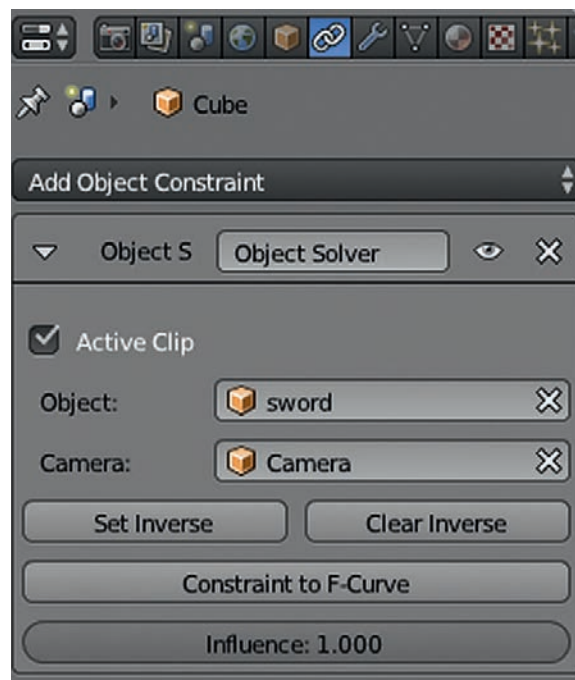 Cube
Add Object Constraint
Object S Object Solver
Active Clip
Object: sword
Camera: Camera
Set Inverse Clear Inverse
Constraint to F-Curve
Influence: 1.000